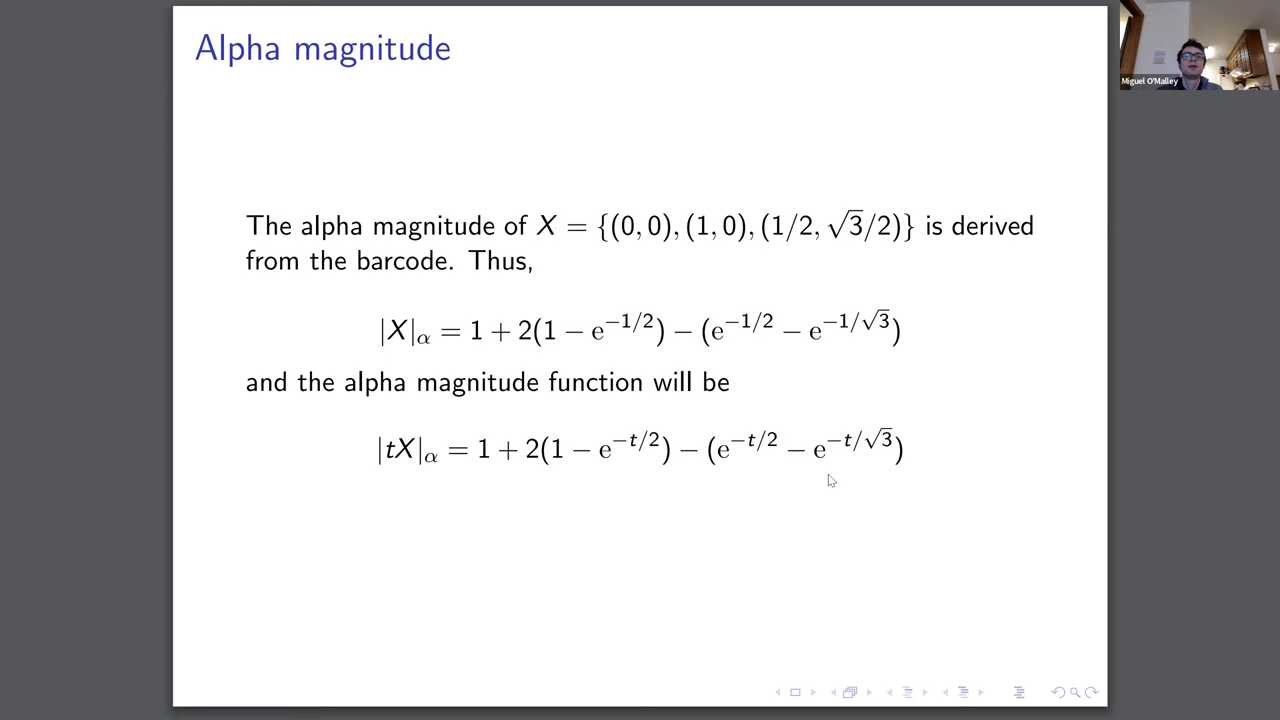 Alpha magnitude
Miguel O'Malley
The alpha magnitude of X = {(0, 0), (1, 0), (1/2, √3/2)} is derived
from the barcode. Thus,
|X|α = 1 + 2(1 − e^{−1/2}) − (e^{−1/2} − e^{−1/√3})
and the alpha magnitude function will be
|tX|α = 1 + 2(1 − e^{−t/2}) − (e^{−t/2} − e^{−t/√3})